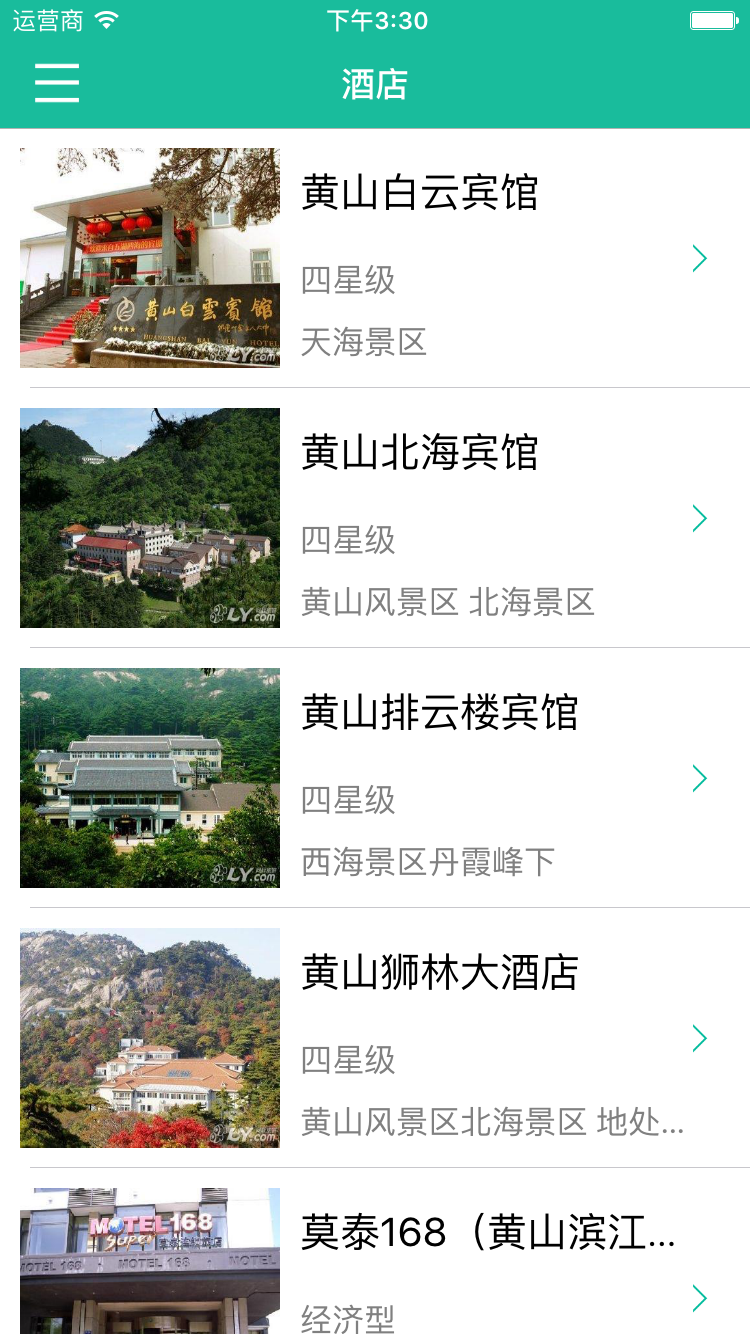 运营商
下午3:30
酒店
黄山白云宾馆
四星级
天海景区
黄山白雲賓館
HUANGSHAN BAI YUN HOTEL
LY.com
黄山北海宾馆
四星级
黄山风景区 北海景区
LY.com
黄山排云楼宾馆
四星级
西海景区丹霞峰下
LY.com
黄山狮林大酒店
四星级
黄山风景区北海景区 地处...
LY.com
莫泰168（黄山滨江...
经济型
MOTEL168
SUPER
MOTEL 168
MOTEL 168
MOTEL